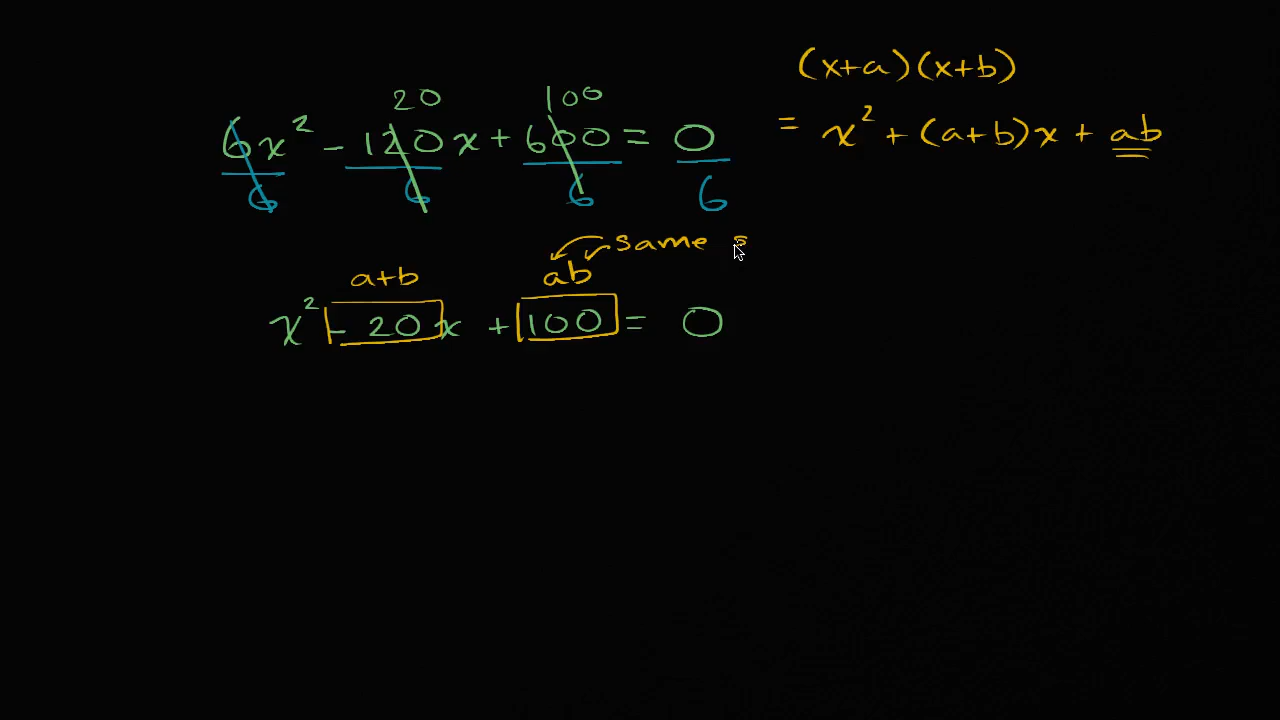 (x+a)(x+b)
= x² + (a+b)x + ab
20 100
6x² - 120x + 600 = 0
6 6 6 6
same s
a+b ab
x² - 20x + 100 = 0